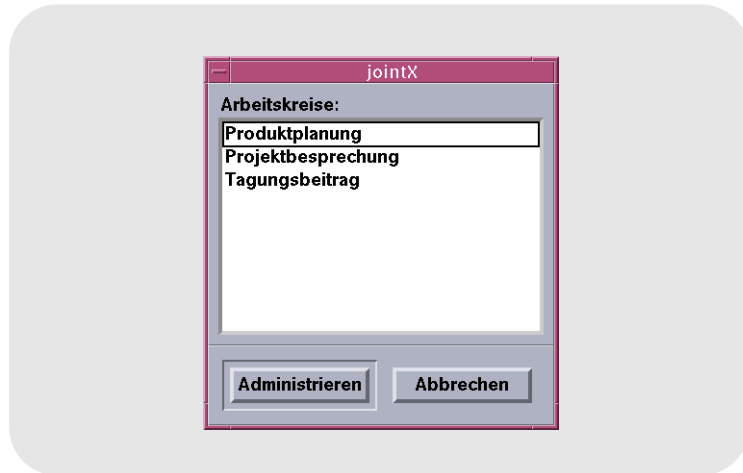 jointX
Arbeitskreise:
Produktplanung
Projektbesprechung
Tagungsbeitrag
Administrieren Abbrechen